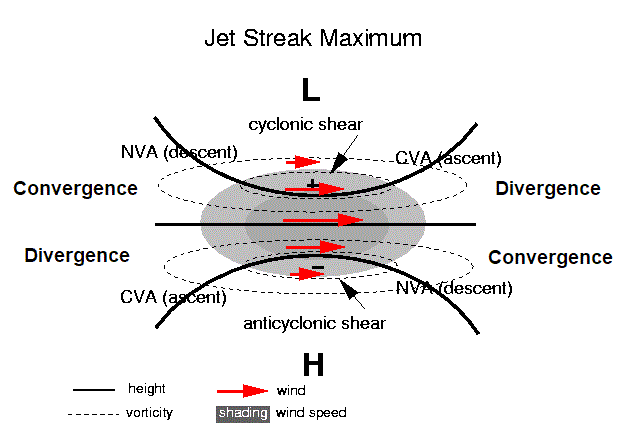 Jet Streak Maximum
L
cyclonic shear
NVA (descent)
CVA (ascent)
+
Convergence
Divergence
Divergence
Convergence
-
CVA (ascent)
NVA (descent)
anticyclonic shear
H
height
wind
vorticity
shading wind speed